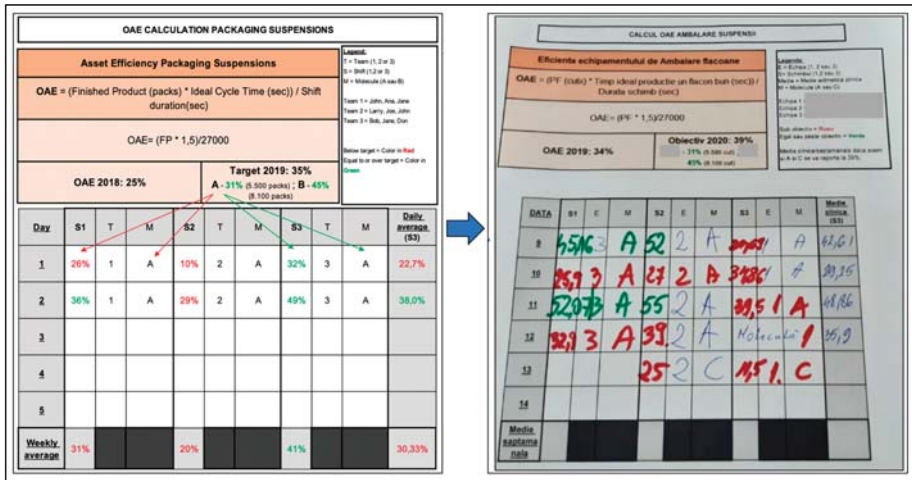 OAE CALCULATION PACKAGING SUSPENSIONS
Asset Efficiency Packaging Suspensions
OAE = (Finished Product (packs) * Ideal Cycle Time (sec)) / Shift
duration(sec)
OAE= (FP * 1,5)/27000
OAE 2018: 25%
Target 2019: 35%
A - 31% (5.500 packs) ; B - 45%
(8.100 packs)
Legend:
T = Team (1, 2 or 3)
S = Shift (1,2 or 3)
M = Molecule (A sau B)
Team 1 = John, Ana, Jane
Team 2 = Larry, Joe, John
Team 3 = Bob, Jane, Don
Below target = Color in Red
Equal to or over target = Color in
Green
Day S1 T M S2 T M S3 T M Daily average (S3)
1 26% 1 A 10% 2 A 32% 3 A 22,7%
2 36% 1 A 29% 2 A 49% 3 A 38,0%
3
4
5
Weekly average 31% 20% 41% 30,33%
CALCUL OAE AMBALARE SUSPENSII
Eficienta echipamentului de Ambalare flacoane
OAE = (PF (cutii) * Timp ideal productie un flacon bun (sec)) /
Durata schimb (sec)
OAE= (PF * 1,5)/27000
OAE 2019: 34%
Obiectiv 2020: 39%
- 31% (5.500 cut)
45% (8.100 cut)
Legenda:
E = Echipa (1, 2 sau 3)
S= Schimbul (1,2 sau 3)
Media = Media aritmetica zilnica
Echipa 1
Echipa 2
Echipa 3
Sub obiectiv = Rosu
Egal sau peste obiectiv = Verde
DATA S1 E M S2 E M S3 E M Media zilnica (S3)
9 3 A 52 2 A A
10 3 A 27 2 A A
11 3 A 55 2 A 39,5 1 A 48,86
12 3 A 39 2 A 1 35,9
13 25 2 C 1 C
14
Media saptama nala